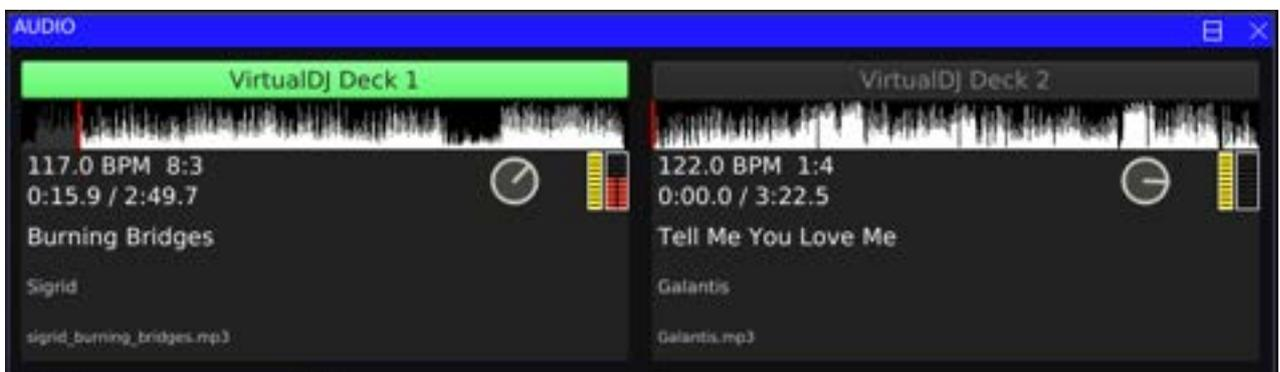 AUDIO
VirtualDJ Deck 1
117.0 BPM 8:3
0:15.9 / 2:49.7
Burning Bridges
Sigrid
sigrid_burning_bridges.mp3
VirtualDJ Deck 2
122.0 BPM 1:4
0:00.0 / 3:22.5
Tell Me You Love Me
Galantis
Galantis.mp3